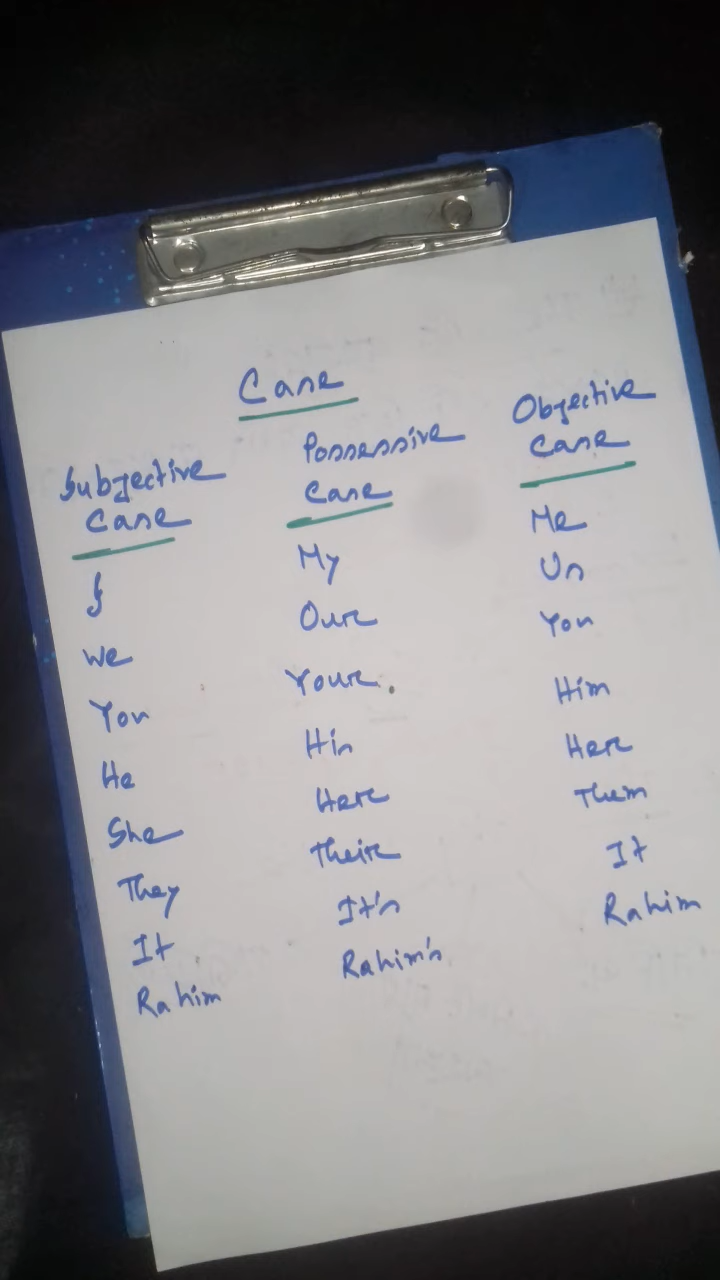 Case
Subjective Case Possessive Case Objective Case
I My Me
We Our Us
You Your. You
He His Him
She Her Her
They Their Them
It It's It
Rahim Rahim's Rahim